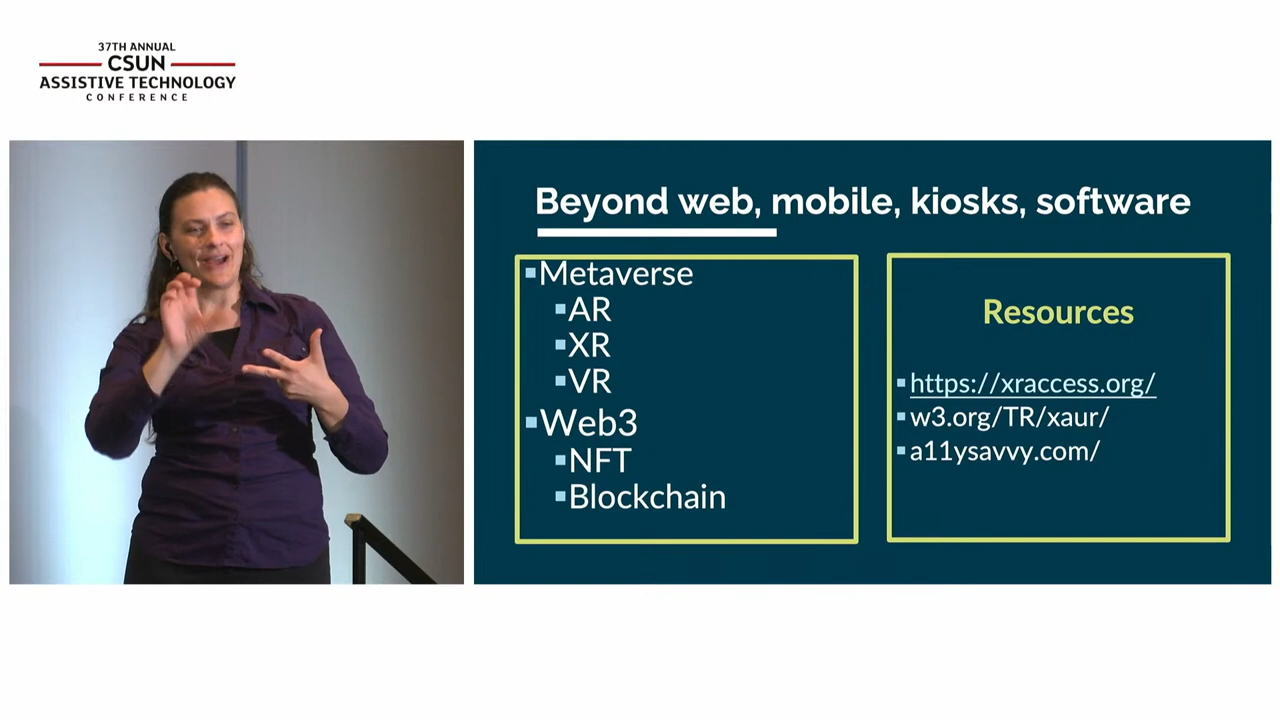 37TH ANNUAL
CSUN
ASSISTIVE TECHNOLOGY
CONFERENCE
Beyond web, mobile, kiosks, software
Metaverse
AR
XR
VR
Web3
NFT
Blockchain
Resources
https://xraccess.org/
w3.org/TR/xaur/
a11ysavvy.com/